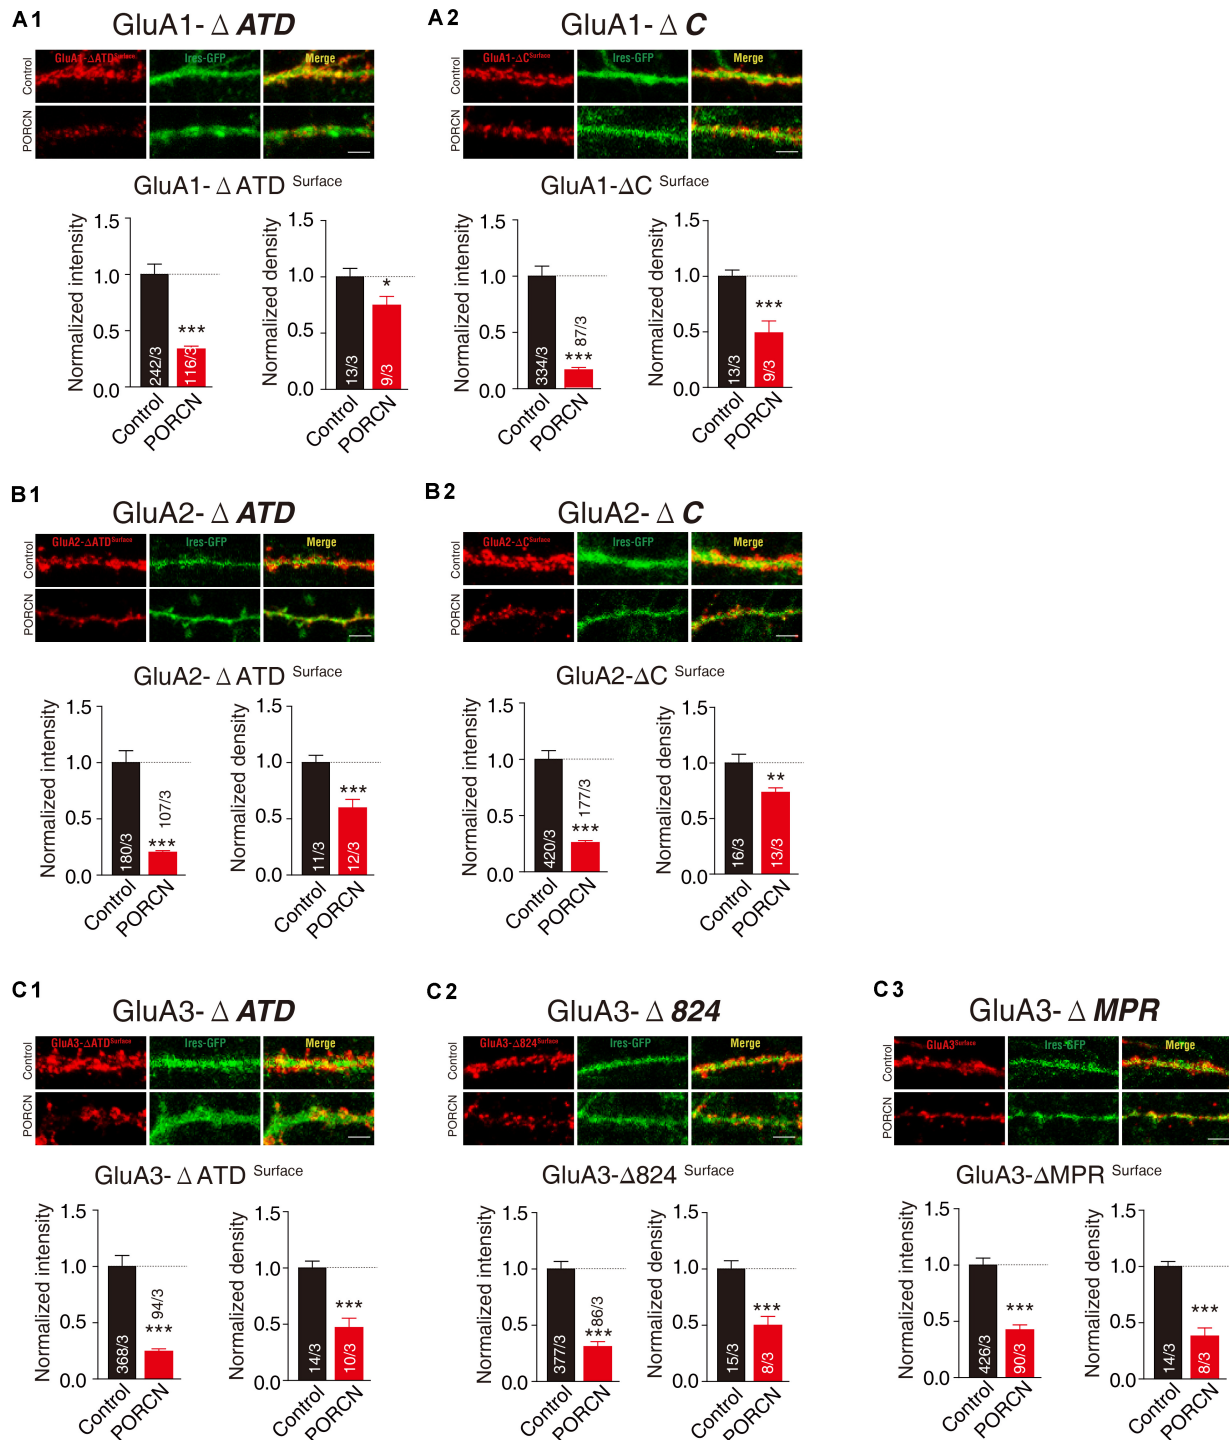 A1
GluA1- Δ ATD
GluA1-ΔATD Surface
Ires-GFP
Merge
Control
PORCN
GluA1- Δ ATD Surface
Normalized intensity
1.5
1.0
0.5
0.0
242/3
116/3
***
Control
PORCN
Normalized density
1.5
1.0
0.5
0.0
13/3
9/3
*
Control
PORCN
A2
GluA1- Δ C
GluA1-ΔC Surface
Ires-GFP
Merge
Control
PORCN
GluA1-ΔC Surface
Normalized intensity
1.5
1.0
0.5
0.0
334/3
87/3
***
Control
PORCN
Normalized density
1.5
1.0
0.5
0.0
13/3
9/3
***
Control
PORCN
B1
GluA2- Δ ATD
GluA2-ΔATD Surface
Ires-GFP
Merge
Control
PORCN
GluA2- Δ ATD Surface
Normalized intensity
1.5
1.0
0.5
0.0
180/3
107/3
***
Control
PORCN
Normalized density
1.5
1.0
0.5
0.0
11/3
12/3
***
Control
PORCN
B2
GluA2- Δ C
GluA2-ΔC Surface
Ires-GFP
Merge
Control
PORCN
GluA2-ΔC Surface
Normalized intensity
1.5
1.0
0.5
0.0
420/3
177/3
***
Control
PORCN
Normalized density
1.5
1.0
0.5
0.0
16/3
13/3
**
Control
PORCN
C1
GluA3- Δ ATD
GluA3-ΔATD Surface
Ires-GFP
Merge
Control
PORCN
GluA3- Δ ATD Surface
Normalized intensity
1.5
1.0
0.5
0.0
368/3
94/3
***
Control
PORCN
Normalized density
1.5
1.0
0.5
0.0
14/3
10/3
***
Control
PORCN
C2
GluA3- Δ 824
GluA3-Δ824 Surface
Ires-GFP
Merge
Control
PORCN
GluA3-Δ824 Surface
Normalized intensity
1.5
1.0
0.5
0.0
377/3
86/3
***
Control
PORCN
Normalized density
1.5
1.0
0.5
0.0
15/3
8/3
***
Control
PORCN
C3
GluA3- Δ MPR
GluA3 Surface
Ires-GFP
Merge
Control
PORCN
GluA3-ΔMPR Surface
Normalized intensity
1.5
1.0
0.5
0.0
426/3
90/3
***
Control
PORCN
Normalized density
1.5
1.0
0.5
0.0
14/3
8/3
***
Control
PORCN